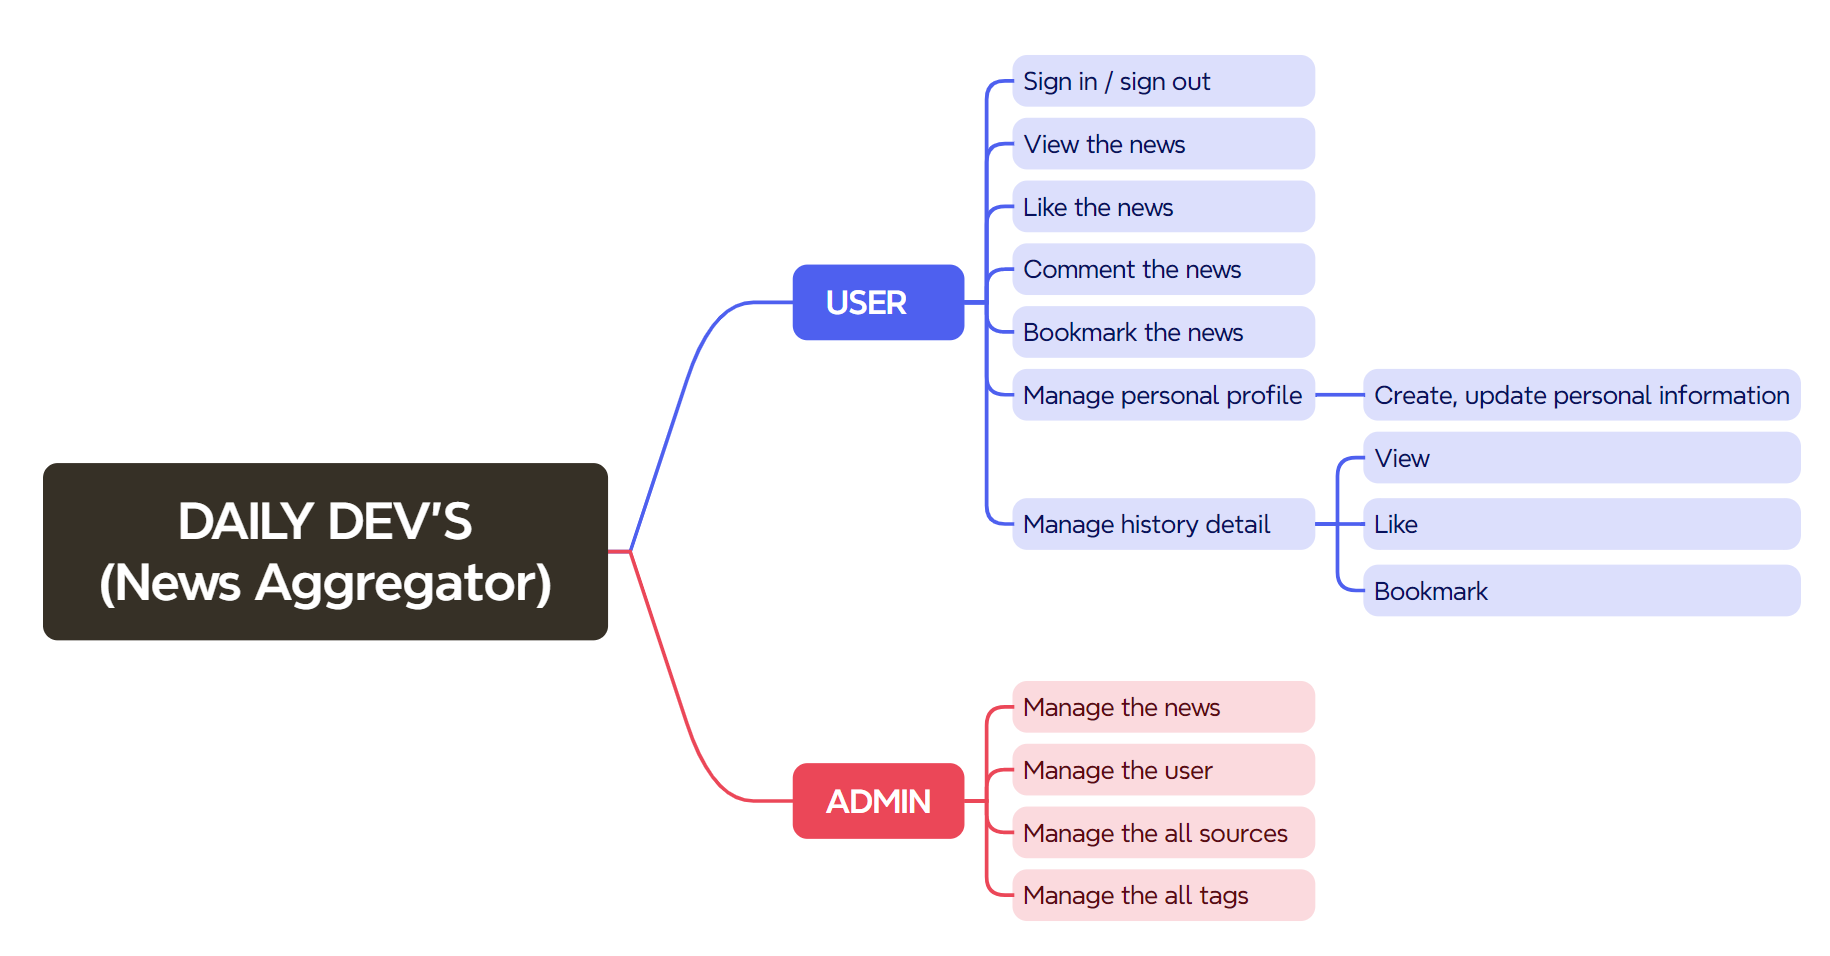 DAILY DEV'S
(News Aggregator)
USER
Sign in / sign out
View the news
Like the news
Comment the news
Bookmark the news
Manage personal profile
Create, update personal information
Manage history detail
View
Like
Bookmark
ADMIN
Manage the news
Manage the user
Manage the all sources
Manage the all tags